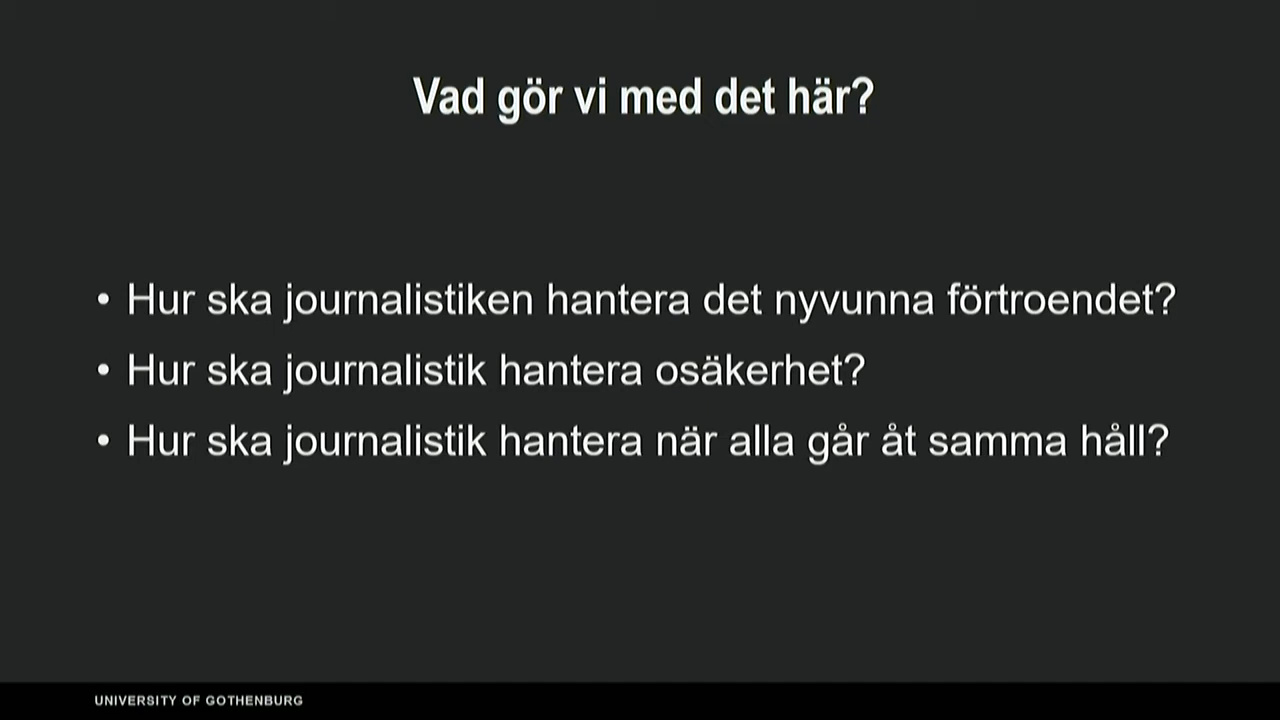 Vad gör vi med det här?
• Hur ska journalistiken hantera det nyvunna förtroendet?
• Hur ska journalistik hantera osäkerhet?
• Hur ska journalistik hantera när alla går åt samma håll?
UNIVERSITY OF GOTHENBURG